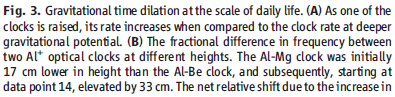 Fig. 3. Gravitational time dilation at the scale of daily life. (A) As one of the
clocks is raised, its rate increases when compared to the clock rate at deeper
gravitational potential. (B) The fractional difference in frequency between
two Al⁺ optical clocks at different heights. The Al-Mg clock was initially
17 cm lower in height than the Al-Be clock, and subsequently, starting at
data point 14, elevated by 33 cm. The net relative shift due to the increase in